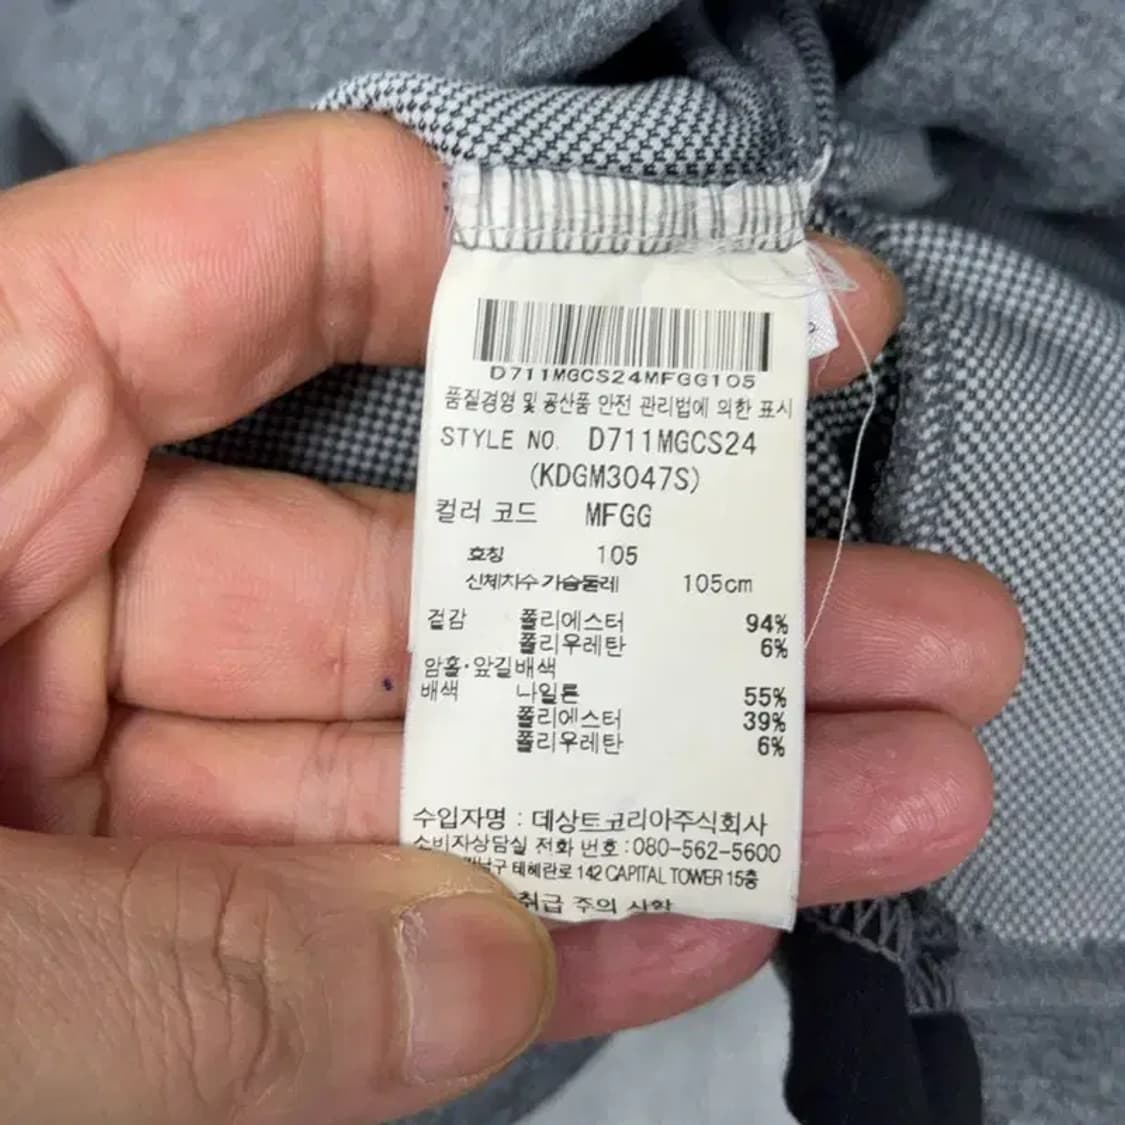 D711MGCS24MFGG105
품질경영 및 공산품 안전 관리법에 의한 표시
STYLE NO. D711MGCS24
(KDGM3047S)
컬러 코드 MFGG
호칭 105
신체치수 가슴둘레 105cm
겉감 폴리에스터 94%
폴리우레탄 6%
암홀·앞길배색
배색 나일론 55%
폴리에스터 39%
폴리우레탄 6%
수입자명 : 데상트코리아주식회사
소비자상담실 전화 번호 : 080-562-5600
테헤란로 142 CAPITAL TOWER 15층
취급 주의 사항